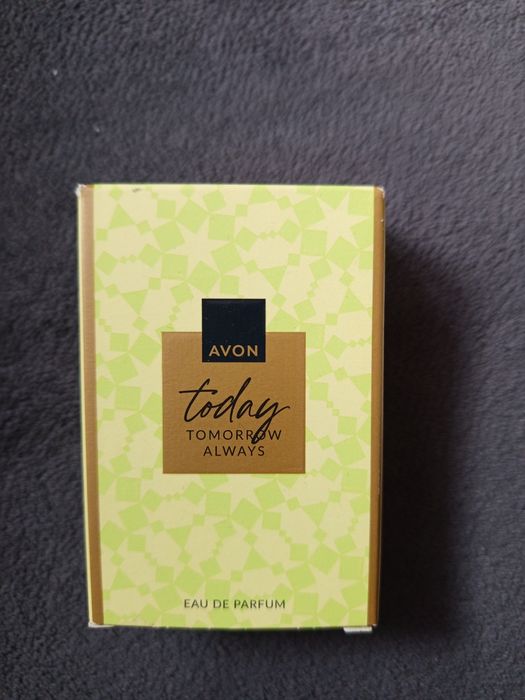 AVON
today
TOMORROW
ALWAYS
EAU DE PARFUM